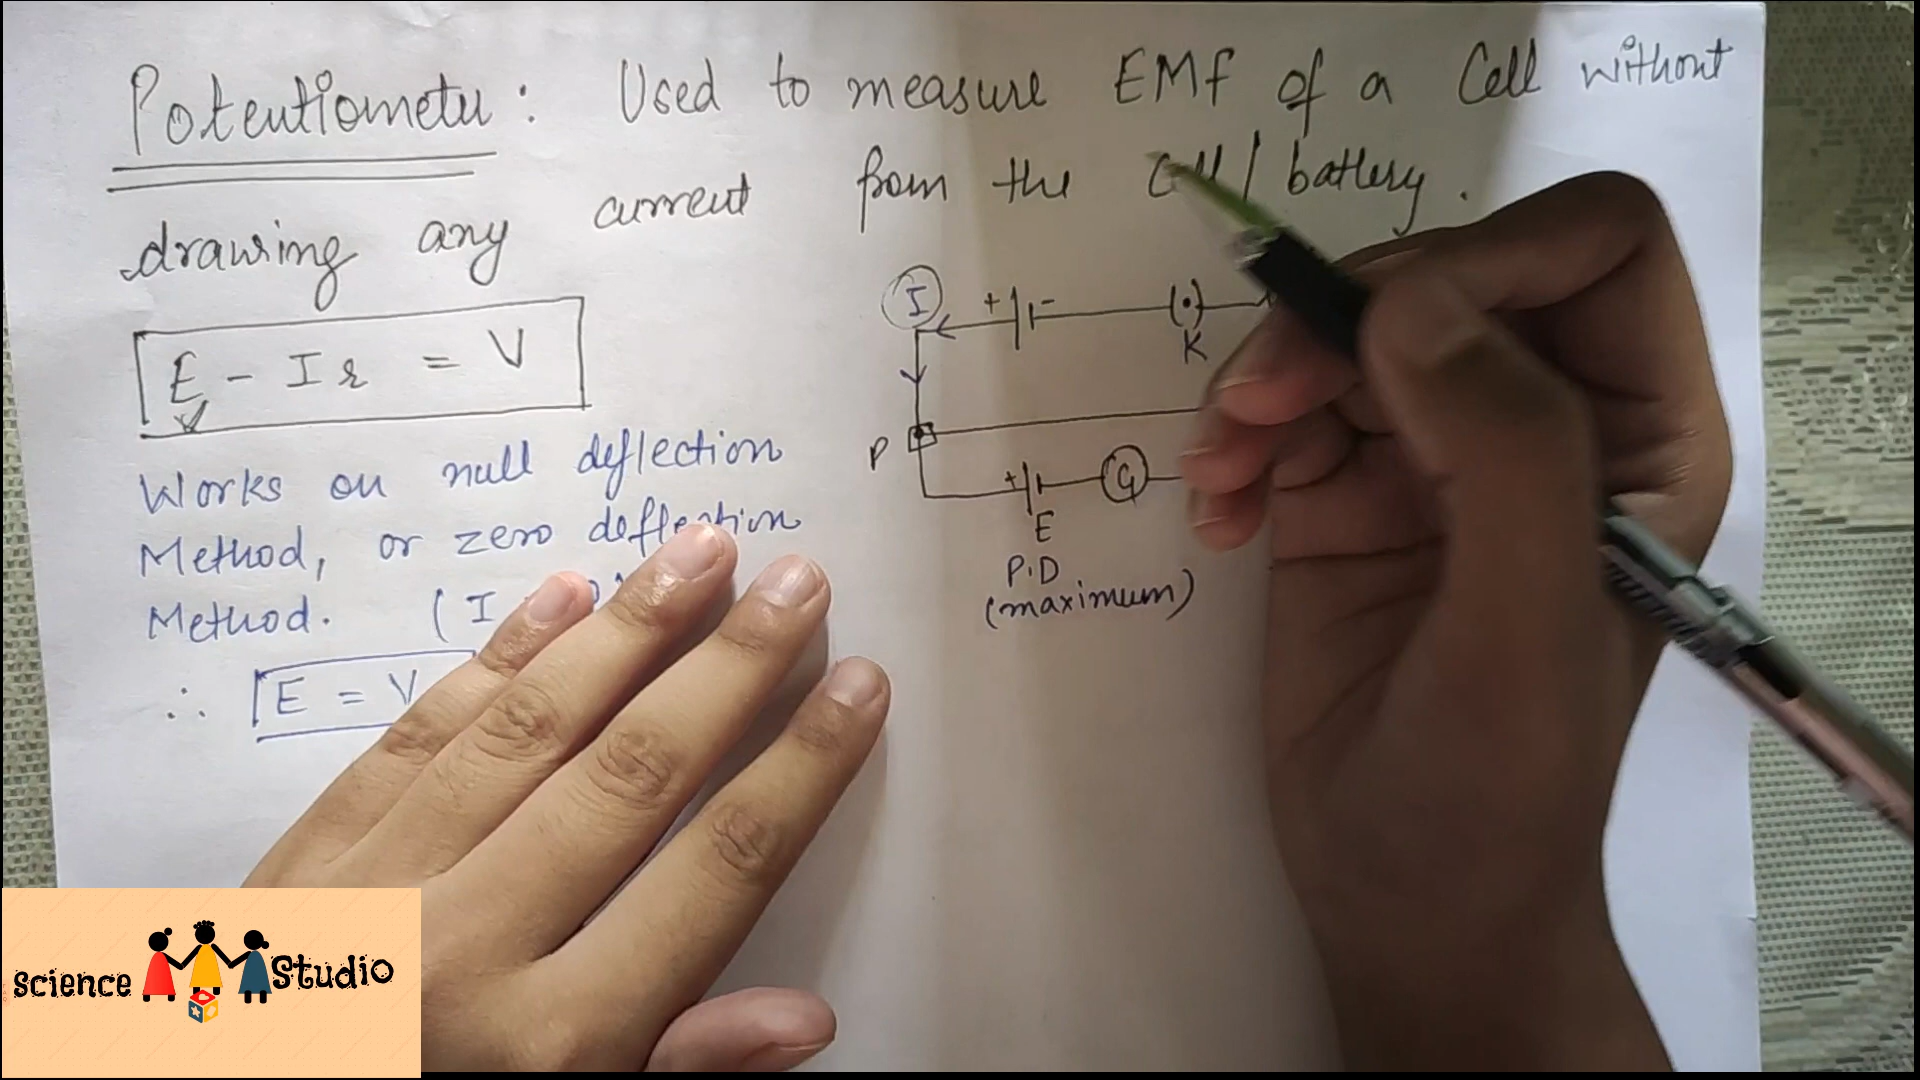 Potentiometer: Used to measure EMF of a Cell without
drawing any current from the Cell/battery.
E - Ir = V
Works on null deflection
Method, or zero deflection
Method. (I
∴ E = V
I
+ -
K
P
+ G
E
P.D
(maximum)
Science Studio